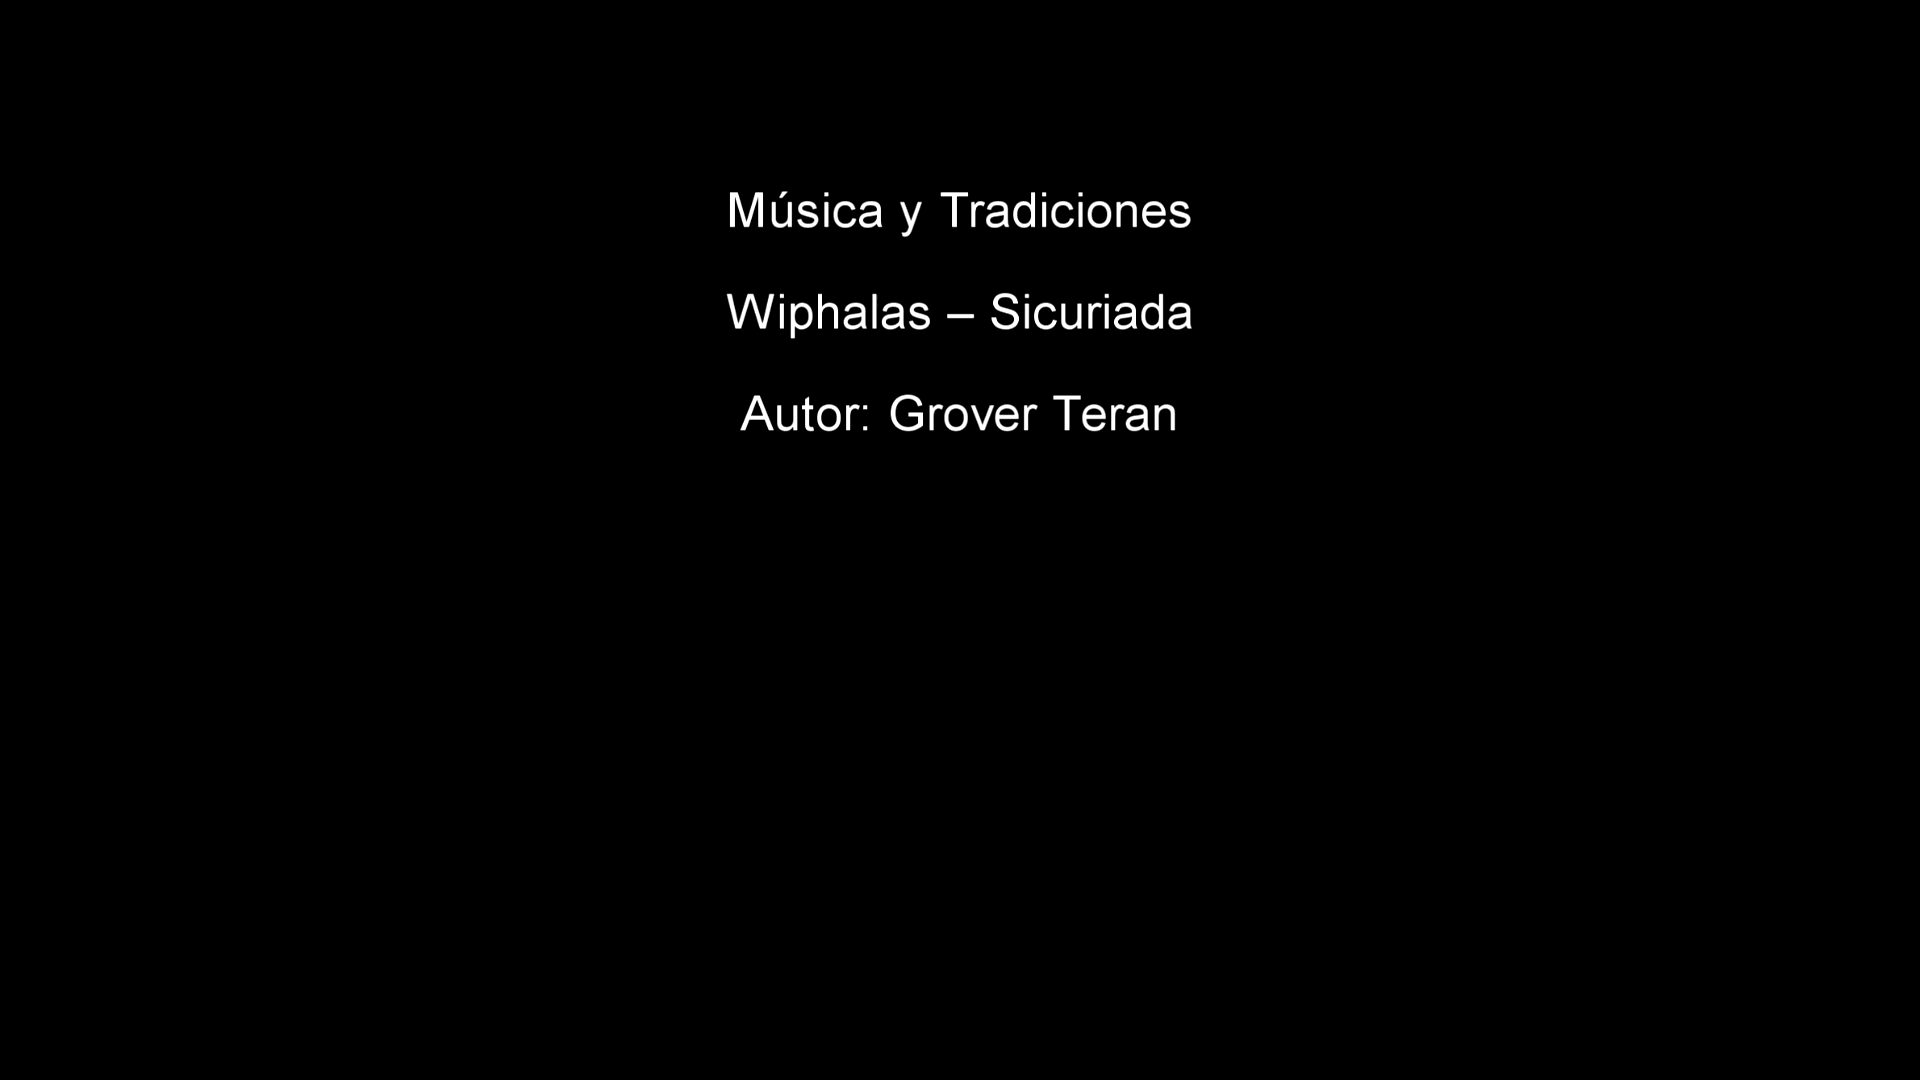 Música y Tradiciones
Wiphalas – Sicuriada
Autor: Grover Teran